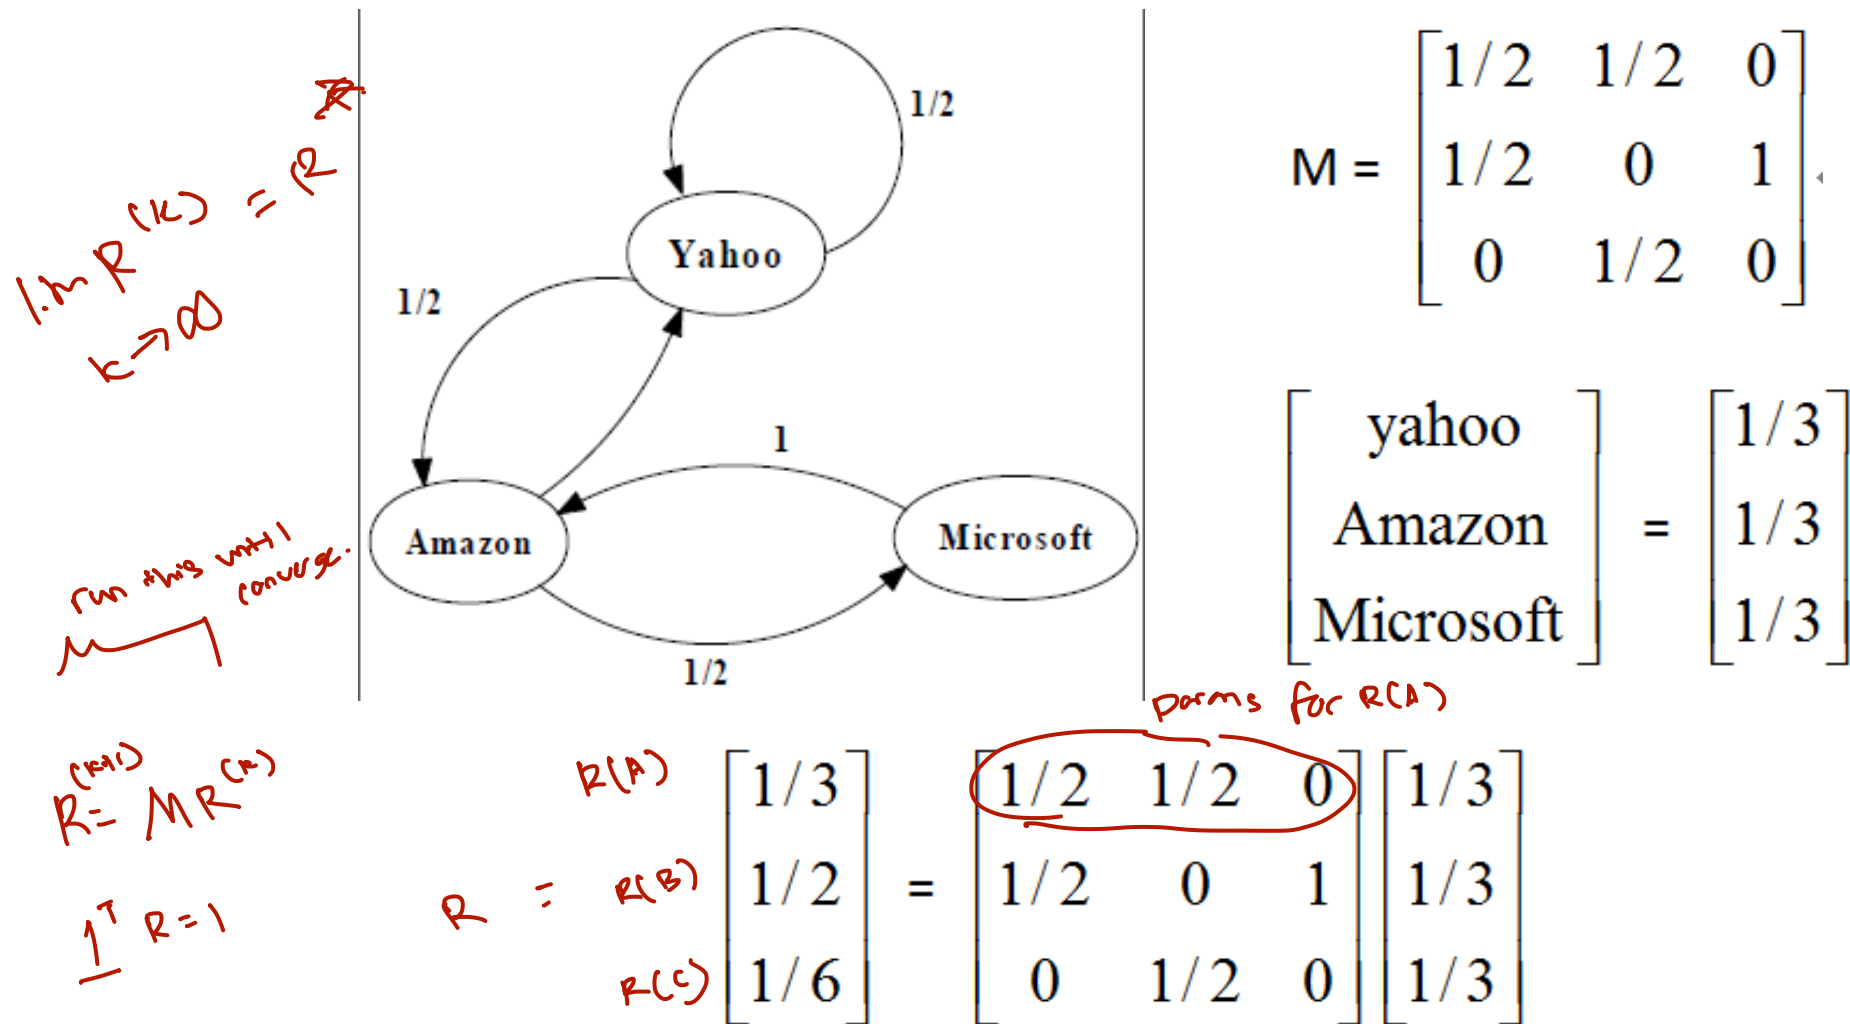 lim R^(K) = R^*
k→∞
run this until
converge.
R^(k+1) = M R^(k)
1^T R = 1
1/2
Yahoo
1/2
1
Amazon
Microsoft
1/2
M = [1/2 1/2 0
1/2 0 1
0 1/2 0]
[yahoo
Amazon
Microsoft] = [1/3
1/3
1/3]
parms for R(A)
R = R(A) [1/3
R(B) 1/2
R(C) 1/6] = [1/2 1/2 0
1/2 0 1
0 1/2 0] [1/3
1/3
1/3]